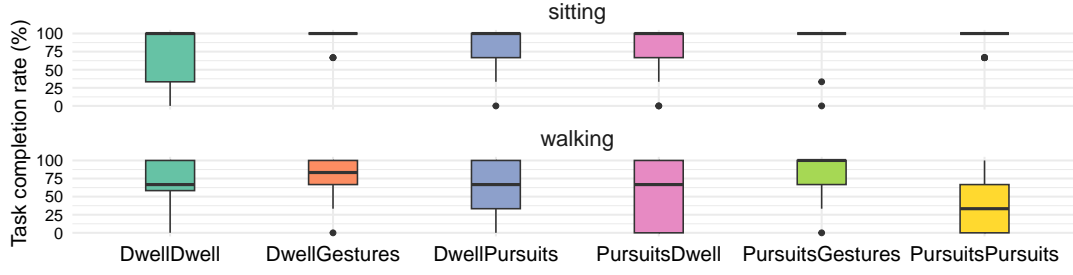 Task completion rate (%)
sitting
100
75
50
25
0
walking
100
75
50
25
0
DwellDwell DwellGestures DwellPursuits PursuitsDwell PursuitsGestures PursuitsPursuits